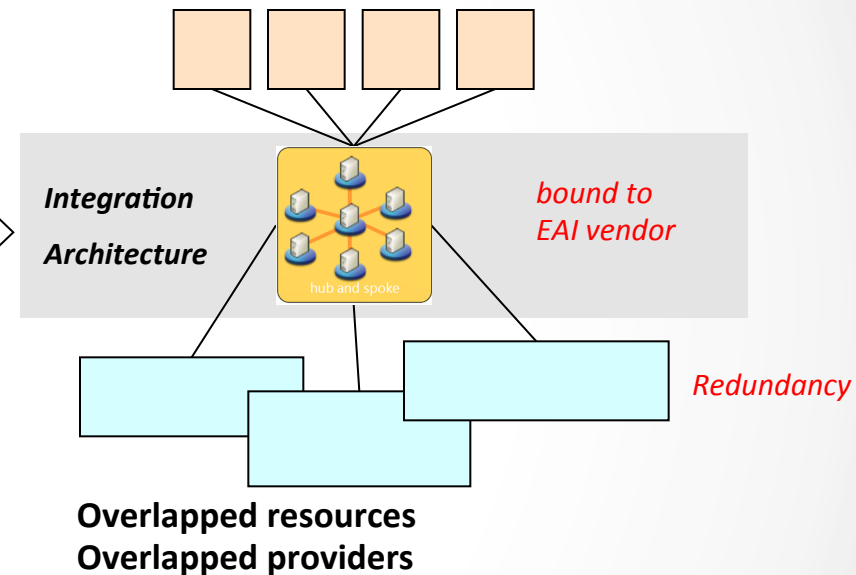 Integration
Architecture
bound to
EAI vendor
hub and spoke
Redundancy
Overlapped resources
Overlapped providers